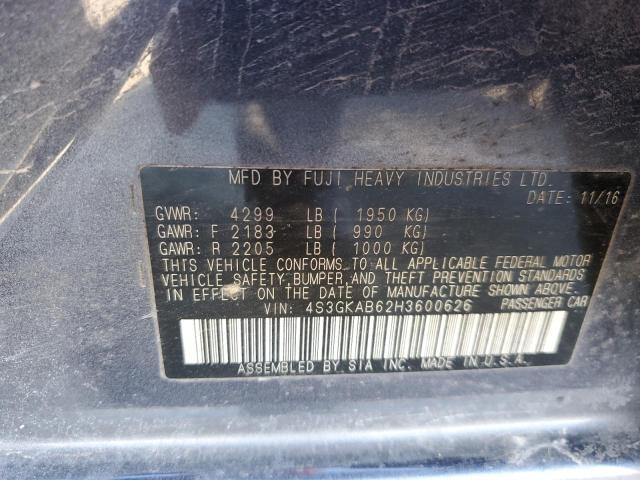 MFD BY FUJI HEAVY INDUSTRIES LTD.
DATE: 11/16
GVWR: 4299 LB ( 1950 KG)
GAWR: F 2183 LB ( 990 KG)
GAWR: R 2205 LB ( 1000 KG)
THIS VEHICLE CONFORMS TO ALL APPLICABLE FEDERAL MOTOR
VEHICLE SAFETY,BUMPER, AND THEFT PREVENTION STANDARDS
IN EFFECT ON THE DATE OF MANUFACTURE SHOWN ABOVE.
VIN: 4S3GKAB62H3600626 PASSENGER CAR
ASSEMBLED BY SIA INC. MADE IN U.S.A.